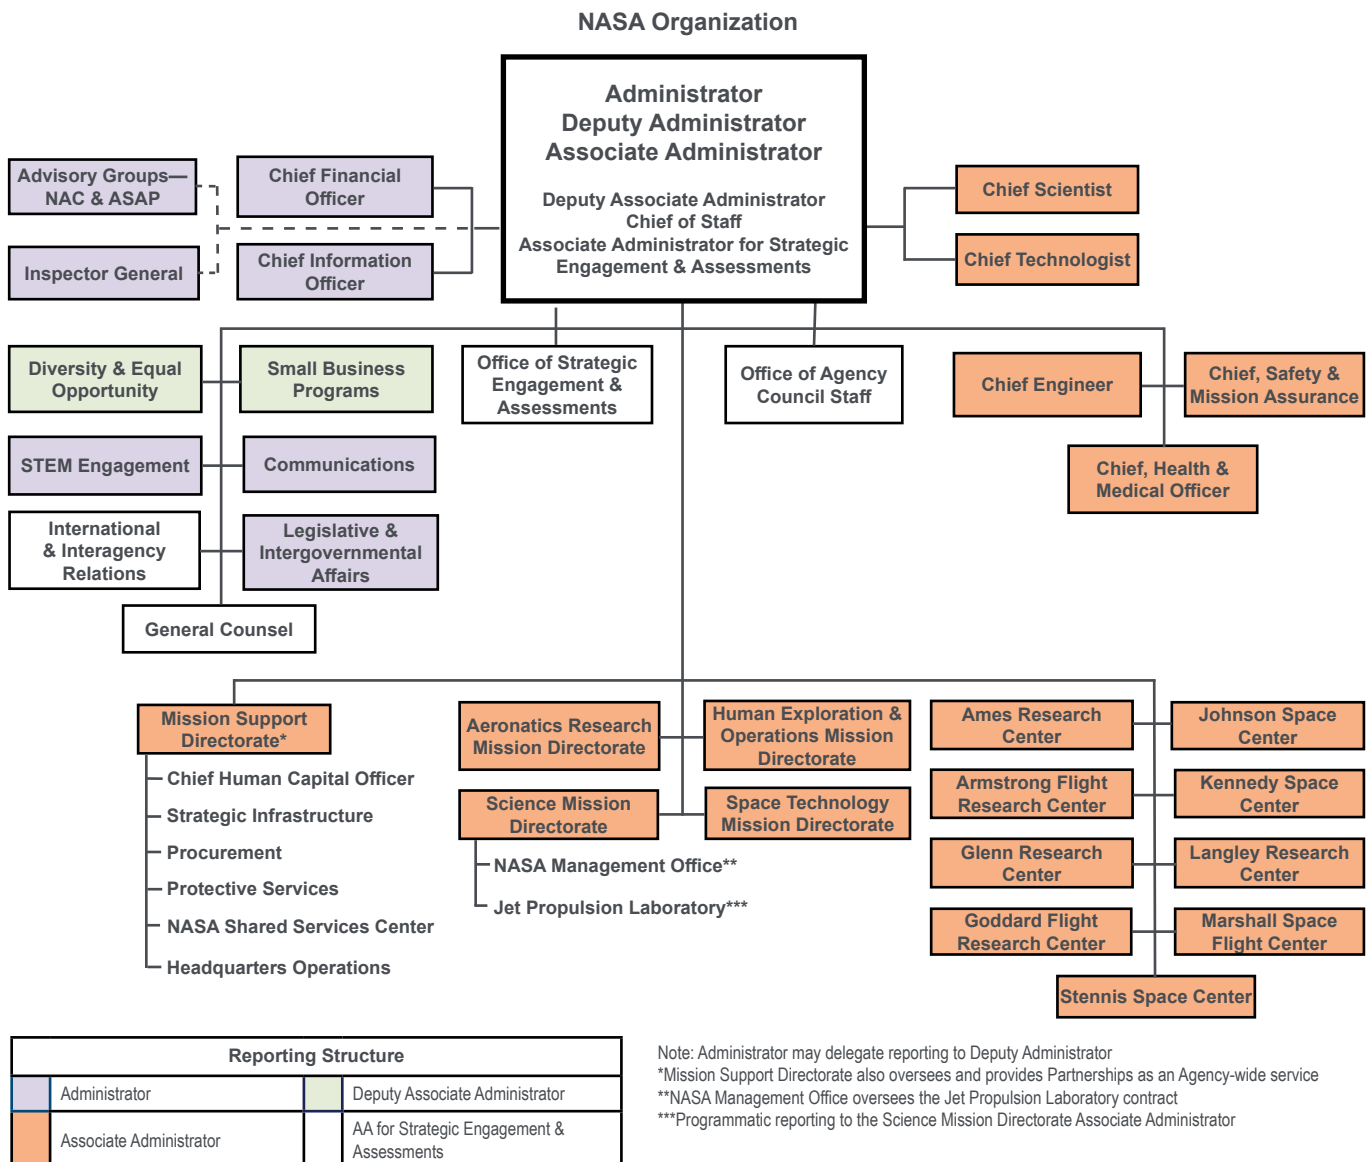 NASA Organization
Administrator
Deputy Administrator
Associate Administrator
Deputy Associate Administrator
Chief of Staff
Associate Administrator for Strategic
Engagement & Assessments
Advisory Groups—
NAC & ASAP
Chief Financial
Officer
Inspector General
Chief Information
Officer
Chief Scientist
Chief Technologist
Diversity & Equal
Opportunity
Small Business
Programs
Office of Strategic
Engagement &
Assessments
Office of Agency
Council Staff
Chief Engineer
Chief, Safety &
Mission Assurance
STEM Engagement
Communications
Chief, Health &
Medical Officer
International
& Interagency
Relations
Legislative &
Intergovernmental
Affairs
General Counsel
Mission Support
Directorate*
Chief Human Capital Officer
Strategic Infrastructure
Procurement
Protective Services
NASA Shared Services Center
Headquarters Operations
Aeronatics Research
Mission Directorate
Human Exploration &
Operations Mission
Directorate
Science Mission
Directorate
Space Technology
Mission Directorate
NASA Management Office**
Jet Propulsion Laboratory***
Ames Research
Center
Johnson Space
Center
Armstrong Flight
Research Center
Kennedy Space
Center
Glenn Research
Center
Langley Research
Center
Goddard Flight
Research Center
Marshall Space
Flight Center
Stennis Space Center
Reporting Structure
Administrator
Deputy Associate Administrator
Associate Administrator
AA for Strategic Engagement &
Assessments
Note: Administrator may delegate reporting to Deputy Administrator
*Mission Support Directorate also oversees and provides Partnerships as an Agency-wide service
**NASA Management Office oversees the Jet Propulsion Laboratory contract
***Programmatic reporting to the Science Mission Directorate Associate Administrator